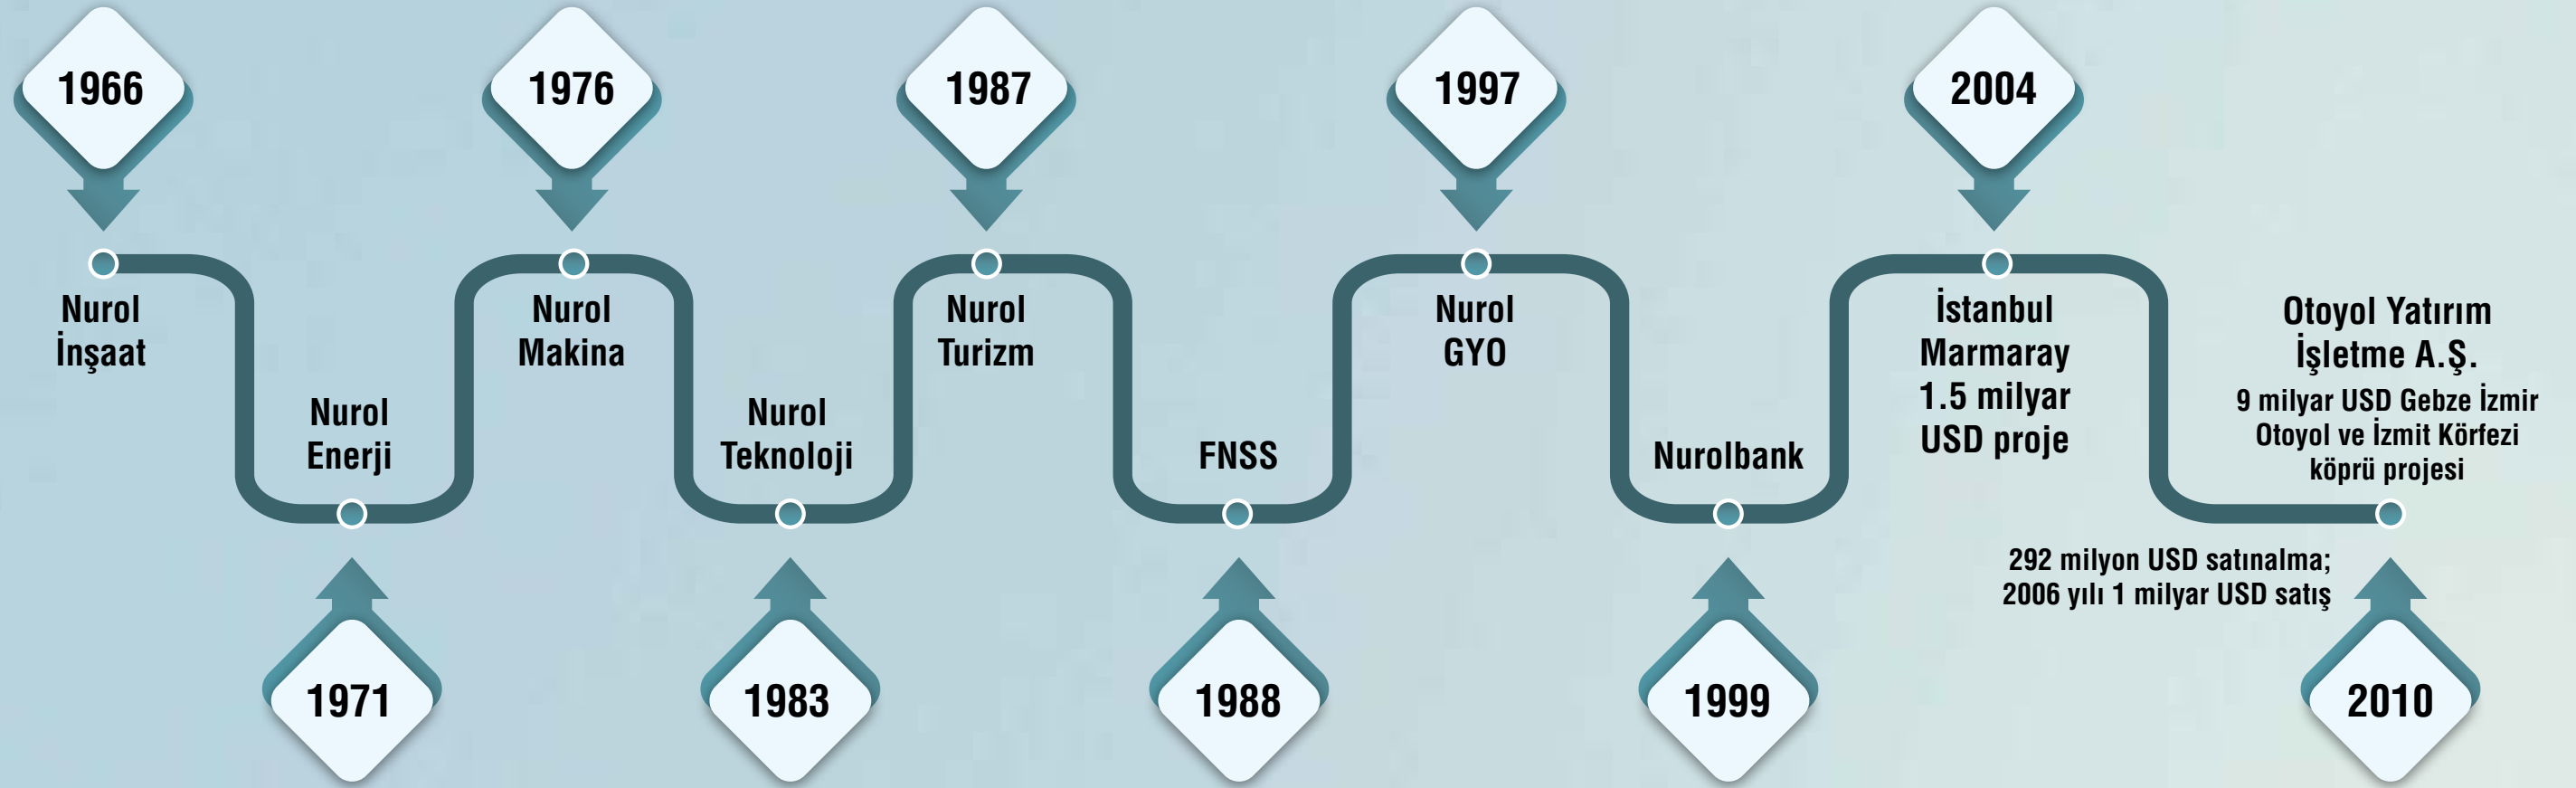 1966
Nurol
İnşaat
1971
Nurol
Enerji
1976
Nurol
Makina
1983
Nurol
Teknoloji
1987
Nurol
Turizm
1988
FNSS
1997
Nurol
GYO
1999
Nurolbank
2004
İstanbul
Marmaray
1.5 milyar
USD proje
2010
Otoyol Yatırım
İşletme A.Ş.
9 milyar USD Gebze İzmir
Otoyol ve İzmit Körfezi
köprü projesi
292 milyon USD satınalma;
2006 yılı 1 milyar USD satış